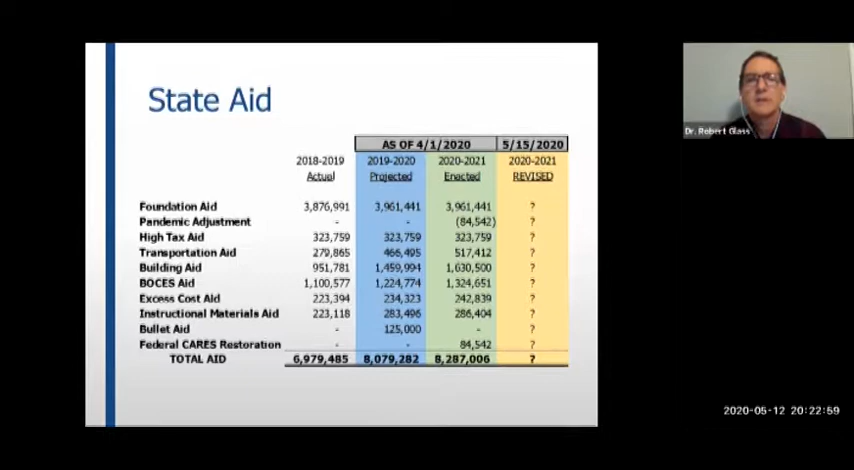 State Aid
AS OF 4/1/2020 5/15/2020
2018-2019 2019-2020 2020-2021 2020-2021
Actual Projected Enacted REVISED
Foundation Aid 3,876,991 3,961,441 3,961,441 ?
Pandemic Adjustment - - (84,542) ?
High Tax Aid 323,759 323,759 323,759 ?
Transportation Aid 279,865 466,495 517,412 ?
Building Aid 951,781 1,459,994 1,630,500 ?
BOCES Aid 1,100,577 1,224,774 1,324,651 ?
Excess Cost Aid 223,394 234,323 242,839 ?
Instructional Materials Aid 223,118 283,496 286,404 ?
Bullet Aid - 125,000 - ?
Federal CARES Restoration - - 84,542 ?
TOTAL AID 6,979,485 8,079,282 8,287,006 ?
Dr. Robert Glass
2020-05-12 20:22:59